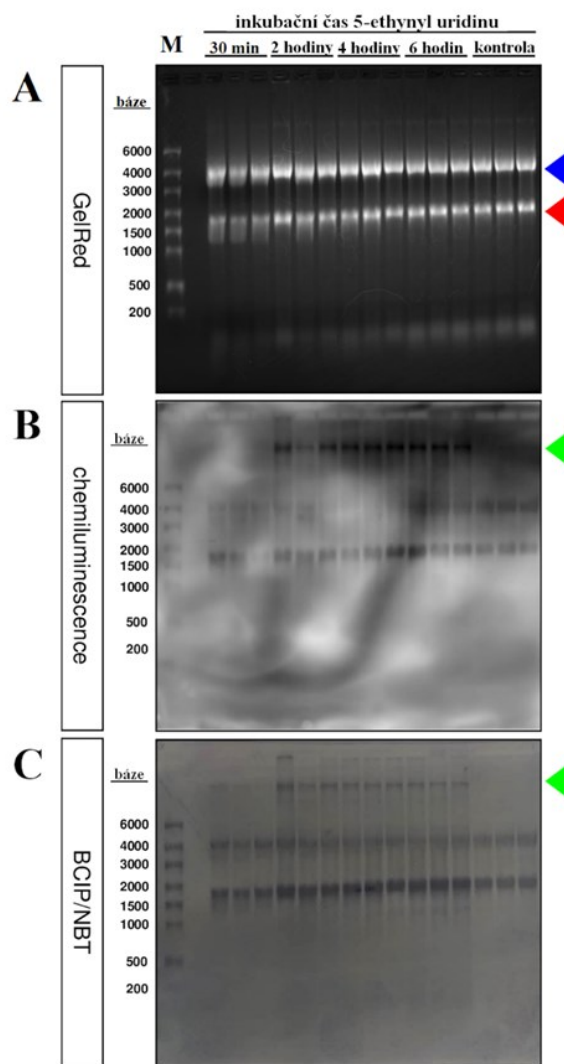 inkubační čas 5-ethynyl uridinu
M 30 min 2 hodiny 4 hodiny 6 hodin kontrola
A
GelRed
báze
6000
4000
3000
2000
1500
1000
500
200
B
chemiluminescence
báze
6000
4000
3000
2000
1500
1000
500
200
C
BCIP/NBT
báze
6000
4000
3000
2000
1500
1000
500
200